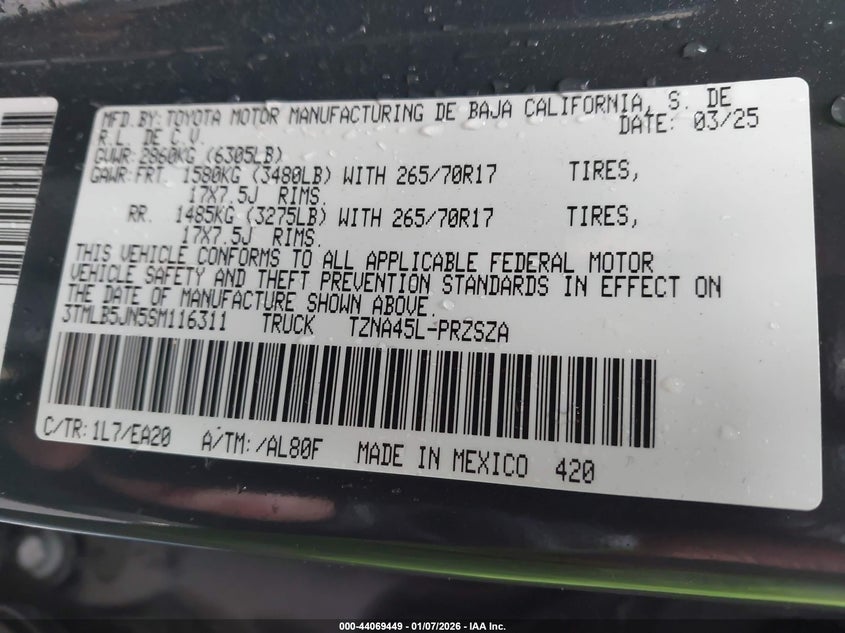 MFD.BY: TOYOTA MOTOR MANUFACTURING DE BAJA CALIFORNIA, S. DE
R.L. DE C.V. DATE: 03/25
GVWR: 2860KG (6305LB)
GAWR: FRT. 1580KG (3480LB) WITH 265/70R17 TIRES,
17X7.5J RIMS.
RR. 1485KG (3275LB) WITH 265/70R17 TIRES,
17X7.5J RIMS.
THIS VEHICLE CONFORMS TO ALL APPLICABLE FEDERAL MOTOR
VEHICLE SAFETY AND THEFT PREVENTION STANDARDS IN EFFECT ON
THE DATE OF MANUFACTURE SHOWN ABOVE.
3TMLB5JN5SM116311 TRUCK TZNA45L-PRZSZA
C/TR: 1L7/EA20 A/TM: /AL80F MADE IN MEXICO 420
000-44069449 | 01/07/2026 - IAA Inc.